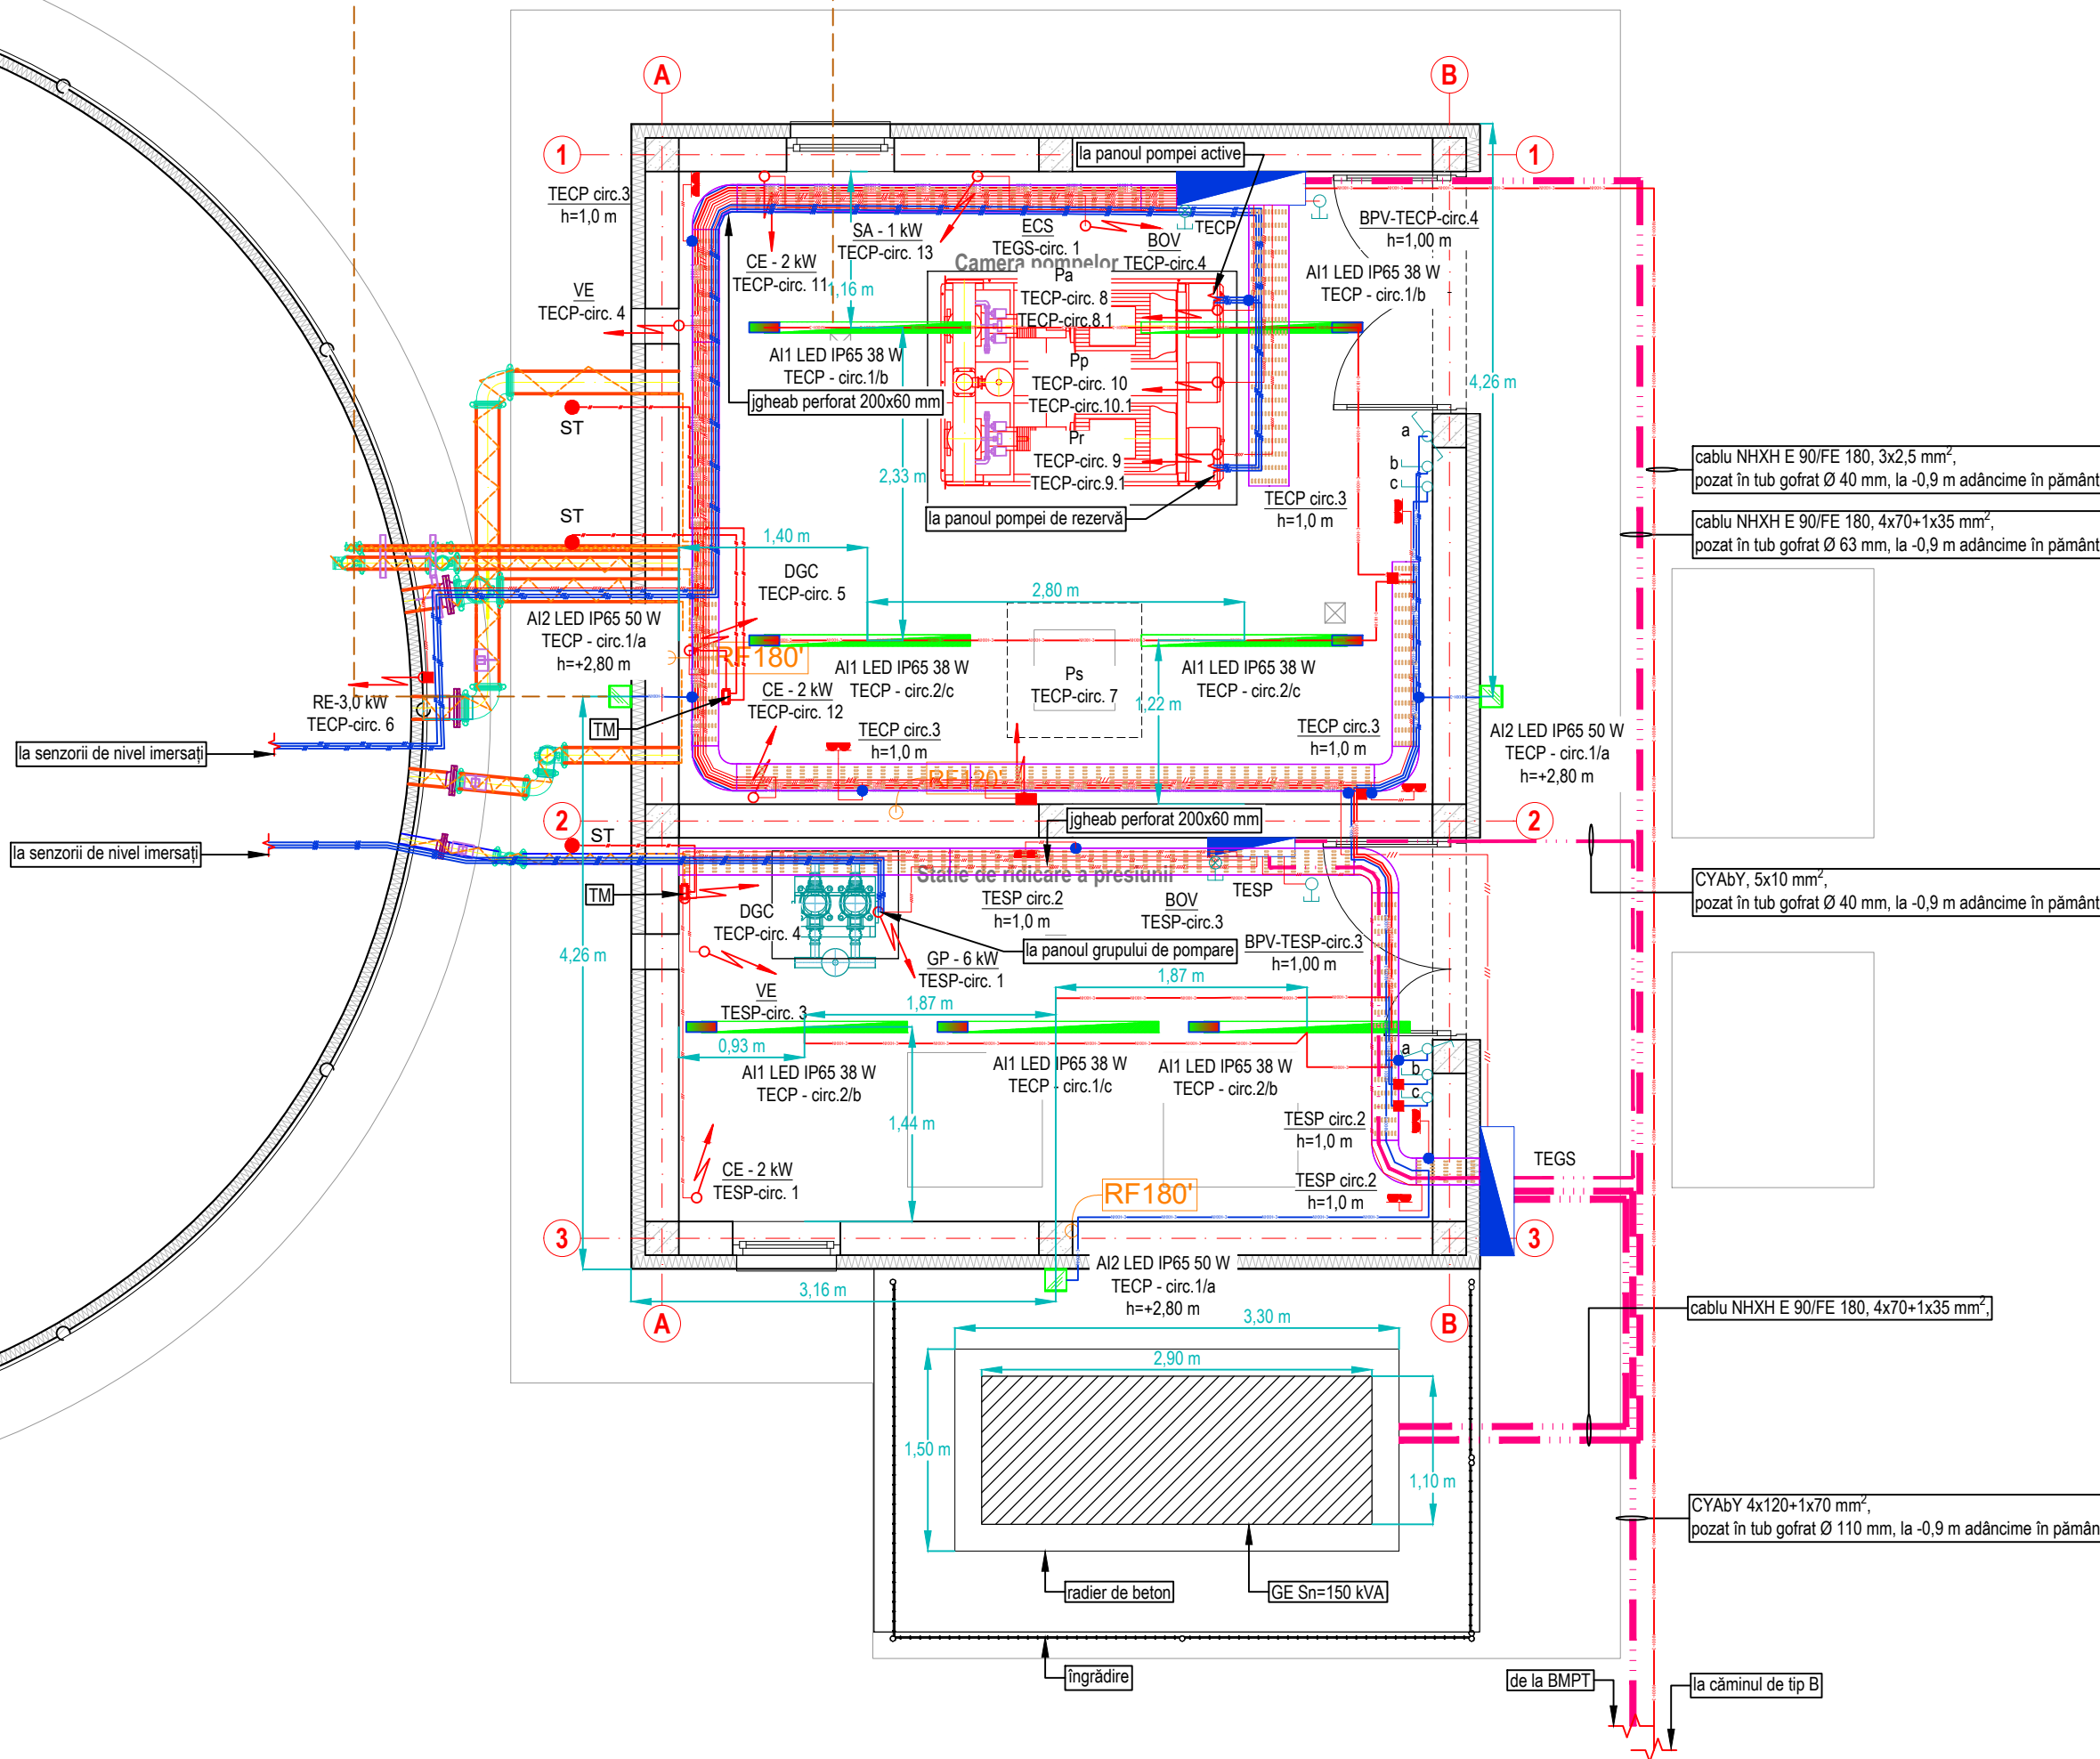 A
B
1
1
la panoul pompei active
TECP circ.3
h=1,0 m
CE - 2 kW
TECP-circ. 11
SA - 1 kW
TECP-circ. 13
ECS
TEGS-circ. 1
BOV
TECP-circ.4
TECP
BPV-TECP-circ.4
h=1,00 m
Camera pompelor
1,16 m
VE
TECP-circ. 4
AI1 LED IP65 38 W
TECP - circ.1/b
Pa
TECP-circ. 8
TECP-circ.8.1
AI1 LED IP65 38 W
TECP - circ.1/b
jgheab perforat 200x60 mm
Pp
TECP-circ. 10
TECP-circ.10.1
4,26 m
ST
Pr
TECP-circ. 9
TECP-circ.9.1
2,33 m
a
b
c
la panoul pompei de rezervă
TECP circ.3
h=1,0 m
cablu NHXH E 90/FE 180, 3x2,5 mm²,
pozat în tub gofrat Ø 40 mm, la -0,9 m adâncime în pământ
cablu NHXH E 90/FE 180, 4x70+1x35 mm²,
pozat în tub gofrat Ø 63 mm, la -0,9 m adâncime în pământ
ST
1,40 m
DGC
TECP-circ. 5
2,80 m
AI2 LED IP65 50 W
TECP - circ.1/a
h=+2,80 m
RF180'
AI1 LED IP65 38 W
TECP - circ.2/c
Ps
TECP-circ. 7
AI1 LED IP65 38 W
TECP - circ.2/c
1,22 m
RE-3,0 kW
TECP-circ. 6
CE - 2 kW
TECP-circ. 12
TM
TECP circ.3
h=1,0 m
TECP circ.3
h=1,0 m
AI2 LED IP65 50 W
TECP - circ.1/a
h=+2,80 m
la senzorii de nivel imersați
RF120'
2
2
ST
jgheab perforat 200x60 mm
la senzorii de nivel imersați
Statie de ridicare a presiunii
TM
DGC
TECP-circ. 4
TESP circ.2
h=1,0 m
BOV
TESP-circ.3
TESP
CYAbY, 5x10 mm²,
pozat în tub gofrat Ø 40 mm, la -0,9 m adâncime în pământ
la panoul grupului de pompare
BPV-TESP-circ.3
h=1,00 m
4,26 m
GP - 6 kW
TESP-circ. 1
VE
TESP-circ. 3
1,87 m
1,87 m
0,93 m
AI1 LED IP65 38 W
TECP - circ.2/b
AI1 LED IP65 38 W
TECP - circ.1/c
AI1 LED IP65 38 W
TECP - circ.2/b
a
b
c
1,44 m
TESP circ.2
h=1,0 m
CE - 2 kW
TESP-circ. 1
TESP circ.2
h=1,0 m
RF180'
TEGS
3
3
3,16 m
AI2 LED IP65 50 W
TECP - circ.1/a
h=+2,80 m
A
B
cablu NHXH E 90/FE 180, 4x70+1x35 mm²,
3,30 m
2,90 m
1,50 m
1,10 m
CYAbY 4x120+1x70 mm²,
pozat în tub gofrat Ø 110 mm, la -0,9 m adâncime în pămân
radier de beton
GE Sn=150 kVA
îngrădire
de la BMPT
la căminul de tip B